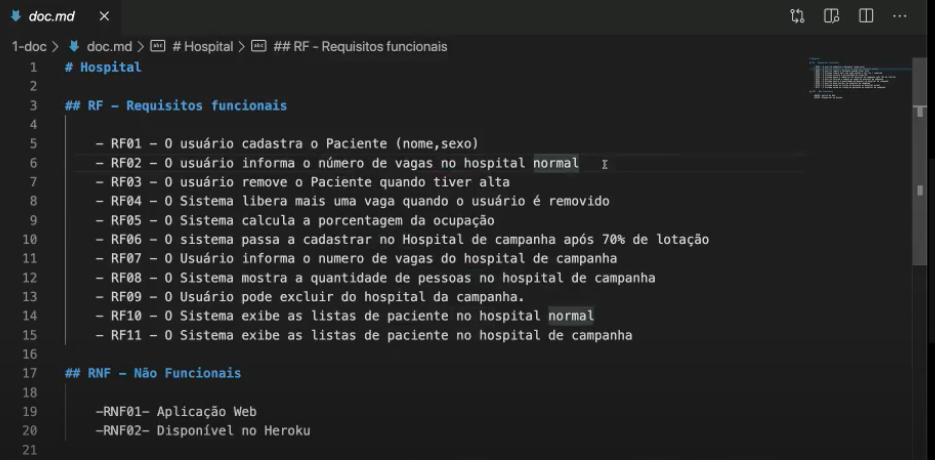 doc.md
1-doc > doc.md > # Hospital > ## RF - Requisitos funcionais
1 # Hospital
2
3 ## RF - Requisitos funcionais
4
5 - RF01 - O usuário cadastra o Paciente (nome,sexo)
6 - RF02 - O usuário informa o número de vagas no hospital normal
7 - RF03 - O usuário remove o Paciente quando tiver alta
8 - RF04 - O Sistema libera mais uma vaga quando o usuário é removido
9 - RF05 - O Sistema calcula a porcentagem da ocupação
10 - RF06 - O sistema passa a cadastrar no Hospital de campanha após 70% de lotação
11 - RF07 - O Usuário informa o numero de vagas do hospital de campanha
12 - RF08 - O Sistema mostra a quantidade de pessoas no hospital de campanha
13 - RF09 - O Usuário pode excluir do hospital da campanha.
14 - RF10 - O Sistema exibe as listas de paciente no hospital normal
15 - RF11 - O Sistema exibe as listas de paciente no hospital de campanha
16
17 ## RNF - Não Funcionais
18
19 -RNF01- Aplicação Web
20 -RNF02- Disponível no Heroku
21